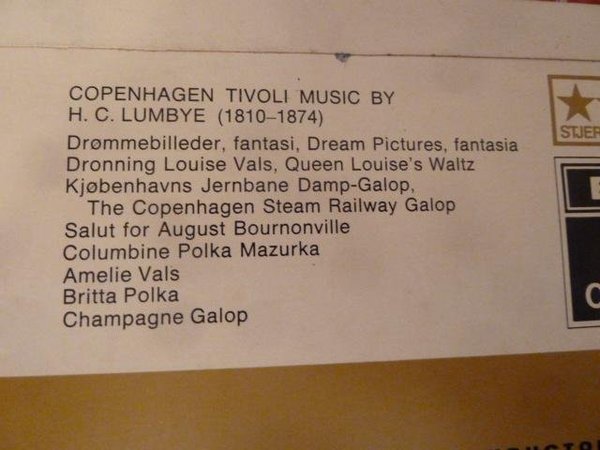 COPENHAGEN TIVOLI MUSIC BY
H. C. LUMBYE (1810–1874)
Drømmebilleder, fantasi, Dream Pictures, fantasia
Dronning Louise Vals, Queen Louise's Waltz
Kjøbenhavns Jernbane Damp-Galop,
The Copenhagen Steam Railway Galop
Salut for August Bournonville
Columbine Polka Mazurka
Amelie Vals
Britta Polka
Champagne Galop